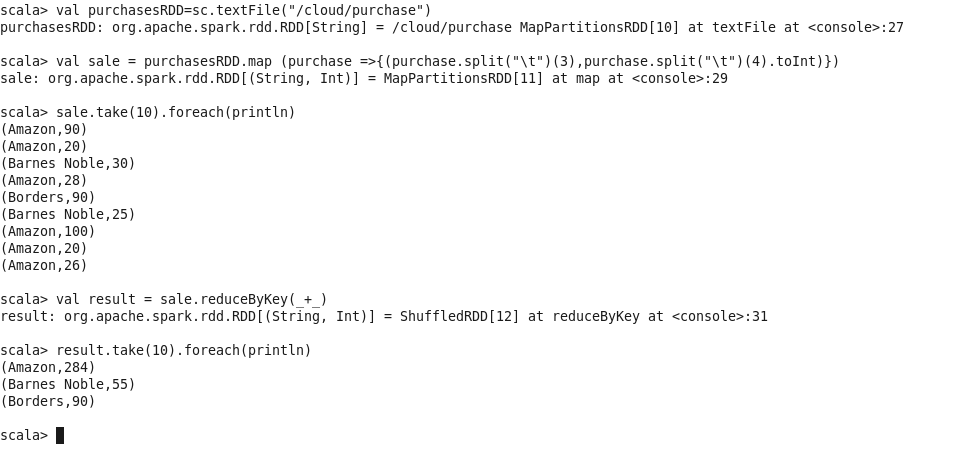 scala> val purchasesRDD=sc.textFile("/cloud/purchase")
purchasesRDD: org.apache.spark.rdd.RDD[String] = /cloud/purchase MapPartitionsRDD[10] at textFile at <console>:27
scala> val sale = purchasesRDD.map (purchase =>{(purchase.split("\t")(3),purchase.split("\t")(4).toInt)})
sale: org.apache.spark.rdd.RDD[(String, Int)] = MapPartitionsRDD[11] at map at <console>:29
scala> sale.take(10).foreach(println)
(Amazon,90)
(Amazon,20)
(Barnes Noble,30)
(Amazon,28)
(Borders,90)
(Barnes Noble,25)
(Amazon,100)
(Amazon,20)
(Amazon,26)
scala> val result = sale.reduceByKey(_+_)
result: org.apache.spark.rdd.RDD[(String, Int)] = ShuffledRDD[12] at reduceByKey at <console>:31
scala> result.take(10).foreach(println)
(Amazon,284)
(Barnes Noble,55)
(Borders,90)
scala>